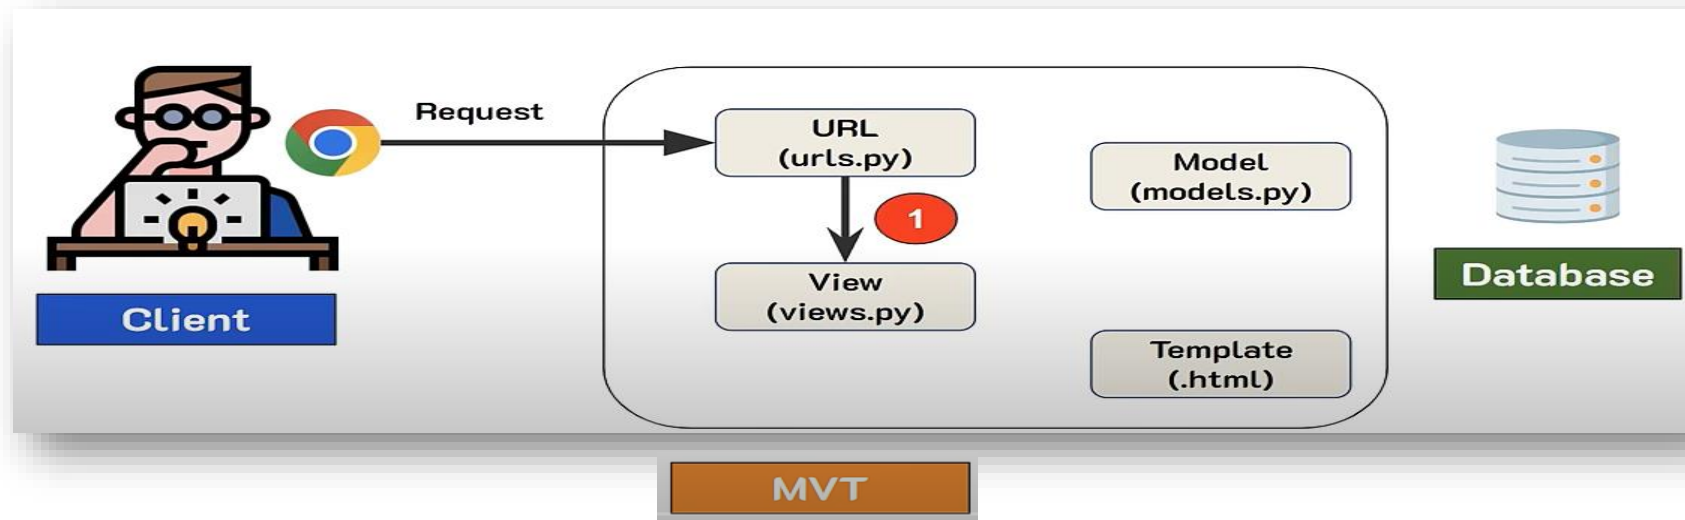 Request
URL
(urls.py)
Model
(models.py)
1
View
(views.py)
Database
Client
Template
(.html)
MVT